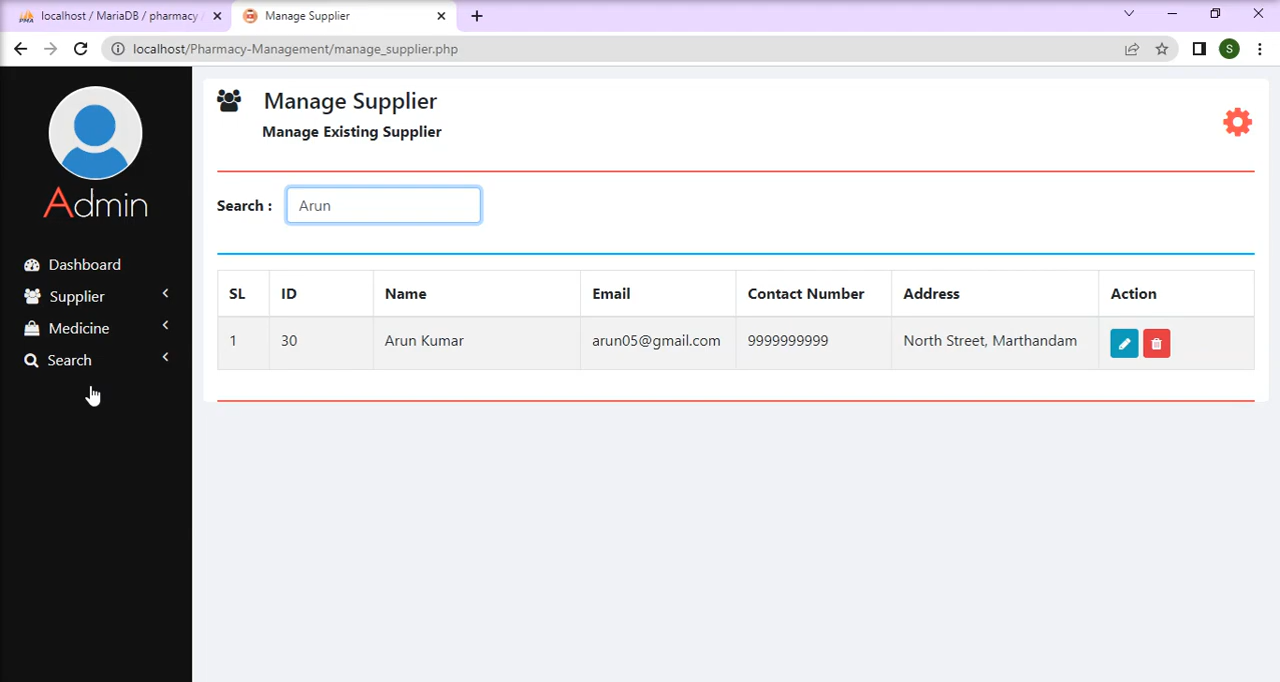 localhost / MariaDB / pharmacy
Manage Supplier
localhost/Pharmacy-Management/manage_supplier.php
S
Admin
Dashboard
Supplier
Medicine
Search
Manage Supplier
Manage Existing Supplier
Search : Arun
SL ID Name Email Contact Number Address Action
1 30 Arun Kumar arun05@gmail.com 9999999999 North Street, Marthandam